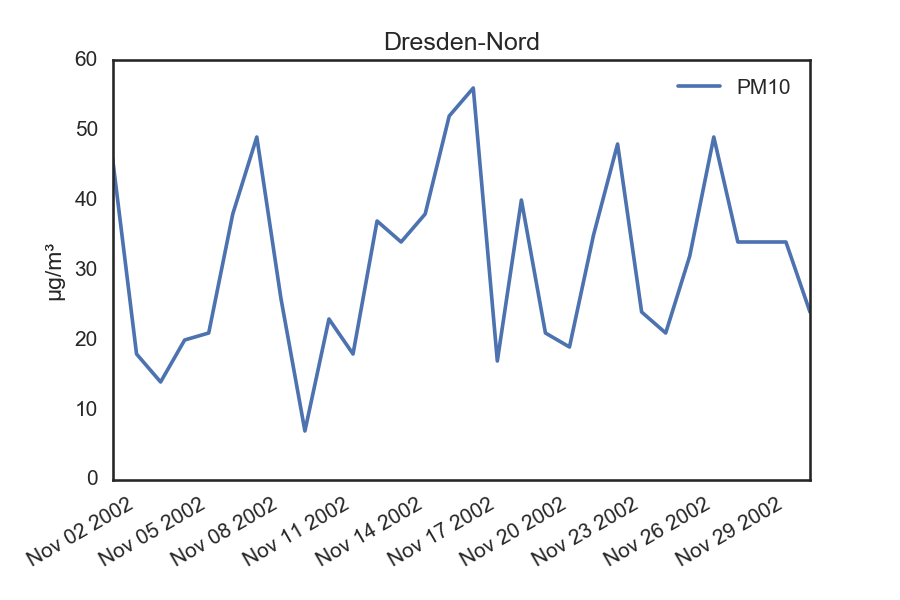 Dresden-Nord
60
PM10
50
40
30
20
10
0
µg/m³
Nov 02 2002
Nov 05 2002
Nov 08 2002
Nov 11 2002
Nov 14 2002
Nov 17 2002
Nov 20 2002
Nov 23 2002
Nov 26 2002
Nov 29 2002